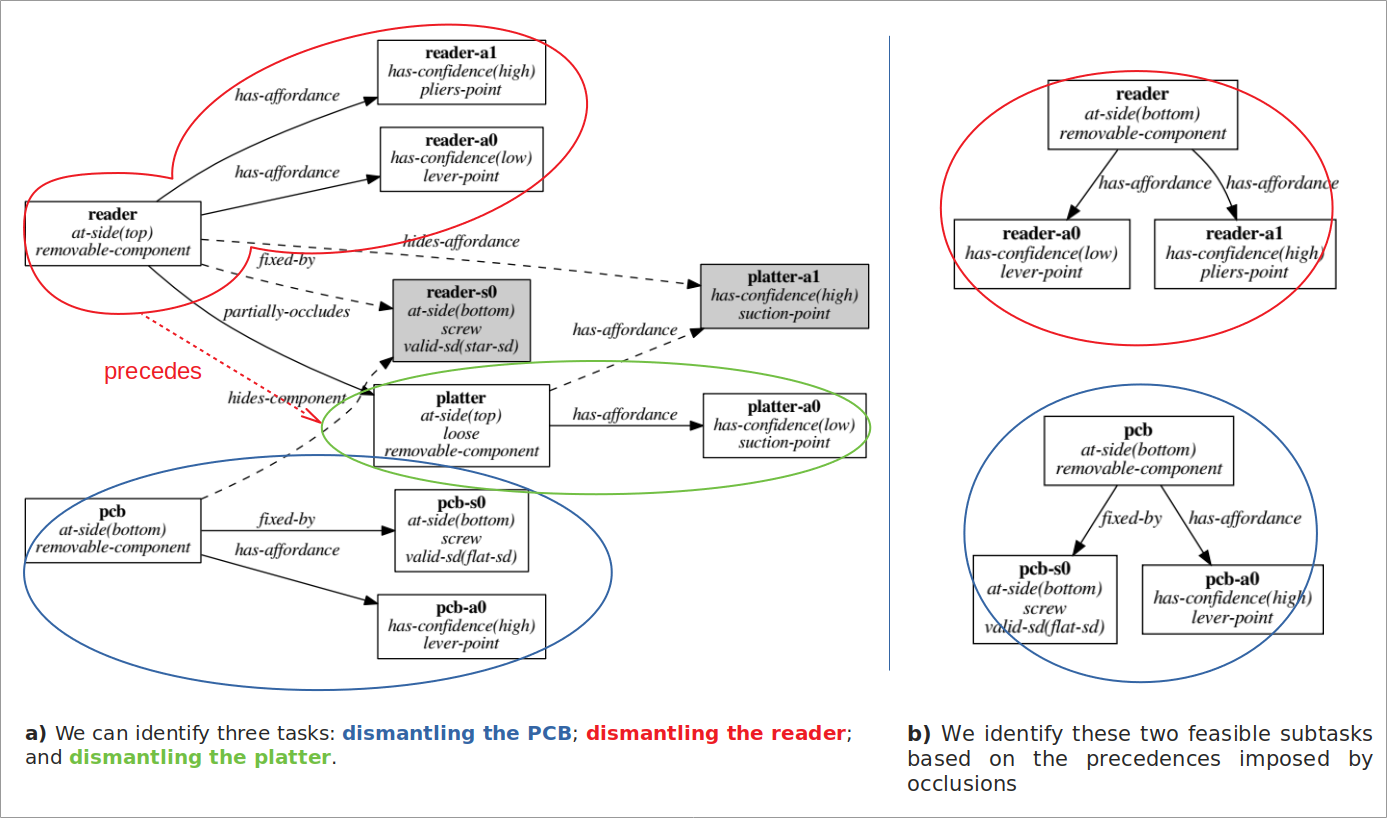 reader-a1
has-confidence(high)
pliers-point
has-affordance
reader-a0
has-confidence(low)
lever-point
has-affordance
reader
at-side(top)
removable-component
hides-affordance
fixed-by
platter-a1
has-confidence(high)
suction-point
reader-s0
at-side(bottom)
screw
valid-sd(star-sd)
partially-occludes
has-affordance
precedes
hides-component
platter
at-side(top)
loose
removable-component
has-affordance
platter-a0
has-confidence(low)
suction-point
pcb
at-side(bottom)
removable-component
fixed-by
has-affordance
pcb-s0
at-side(bottom)
screw
valid-sd(flat-sd)
pcb-a0
has-confidence(high)
lever-point
a) We can identify three tasks: dismantling the PCB; dismantling the reader;
and dismantling the platter.
reader
at-side(bottom)
removable-component
has-affordance
has-affordance
reader-a0
has-confidence(low)
lever-point
reader-a1
has-confidence(high)
pliers-point
pcb
at-side(bottom)
removable-component
fixed-by
has-affordance
pcb-s0
at-side(bottom)
screw
valid-sd(flat-sd)
pcb-a0
has-confidence(high)
lever-point
b) We identify these two feasible subtasks
based on the precedences imposed by
occlusions